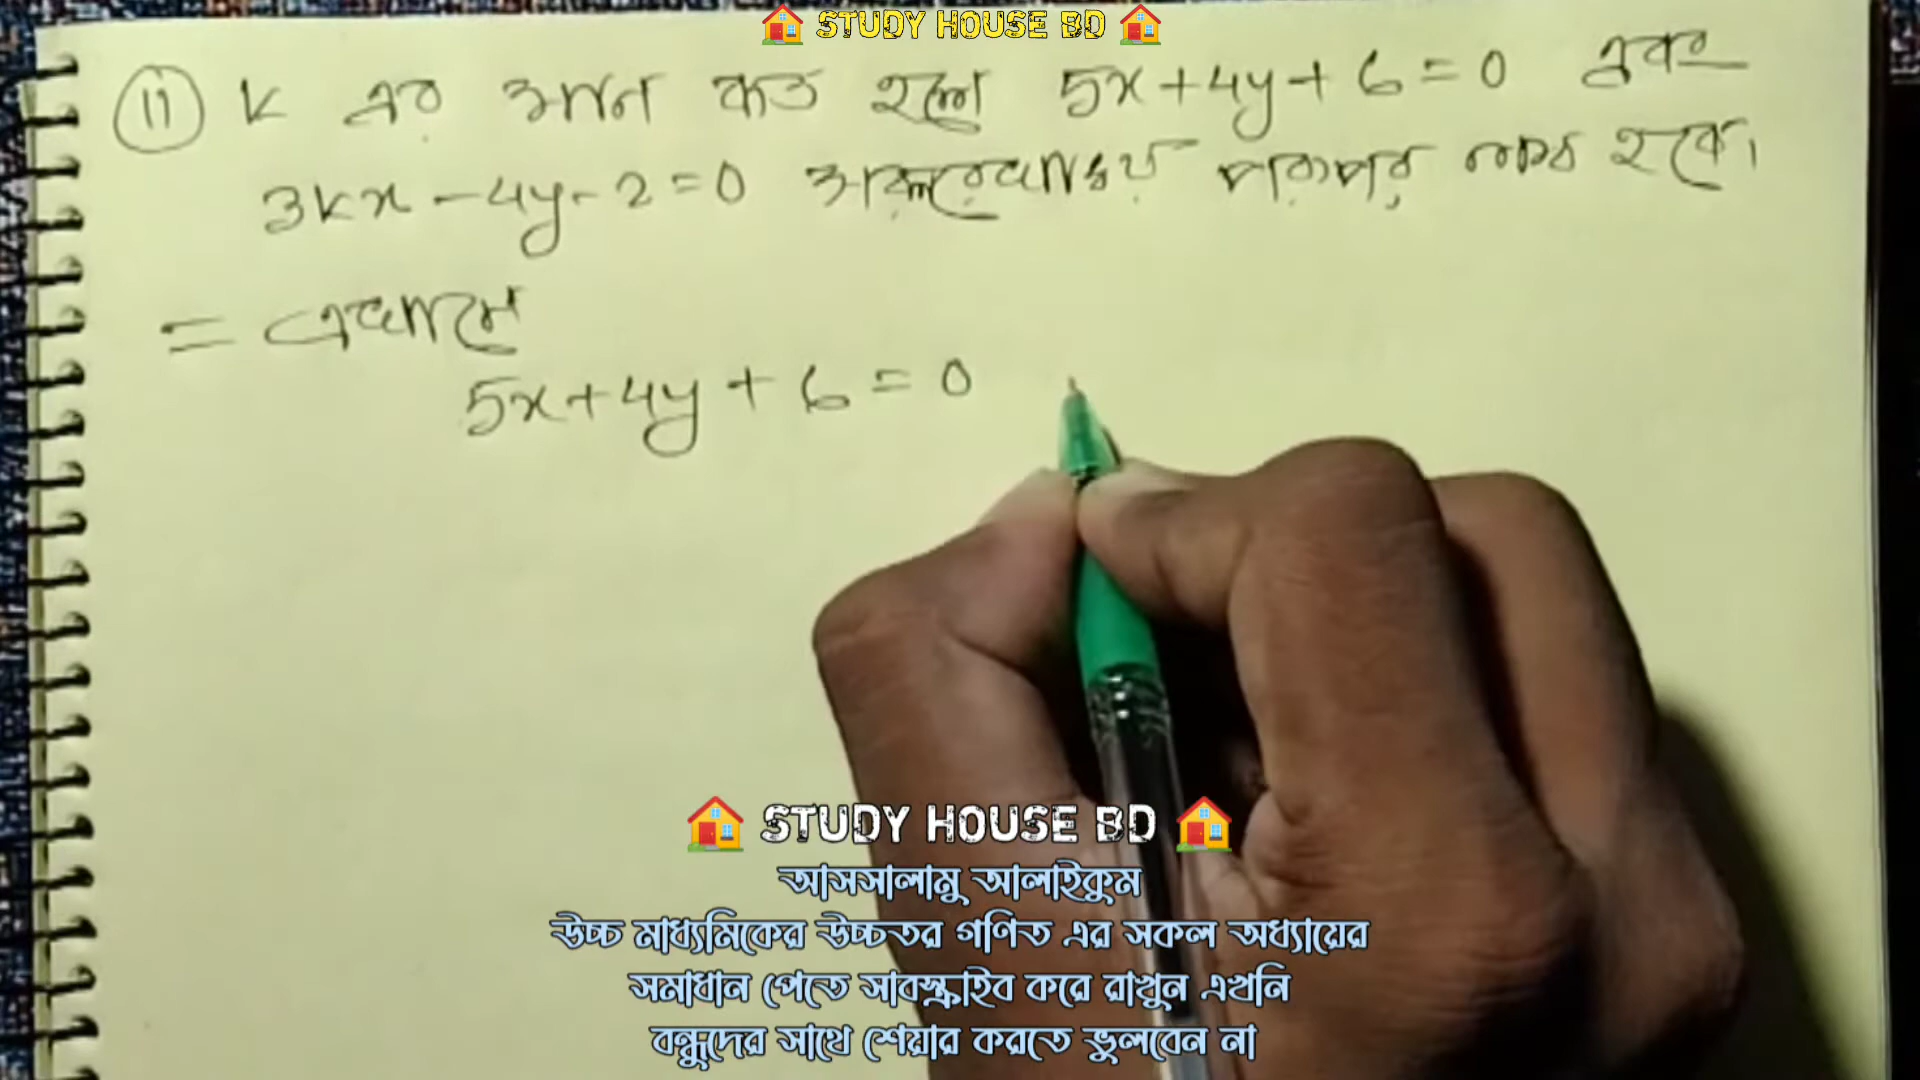 🏠 STUDY HOUSE BD 🏠
(ii) K এর মান কত হলে 5x+4y+6=0 এবং
3kx-4y-2=0 সরলরেখাদ্বয় পরস্পর লম্ব হবে।
= এখানে
5x+4y+6=0
🏠 STUDY HOUSE BD 🏠
আসসালামু আলাইকুম
উচ্চ মাধ্যমিকের উচ্চতর গণিত এর সকল অধ্যায়ের
সমাধান পেতে সাবস্ক্রাইব করে রাখুন এখনি
বন্ধুদের সাথে শেয়ার করতে ভুলবেন না